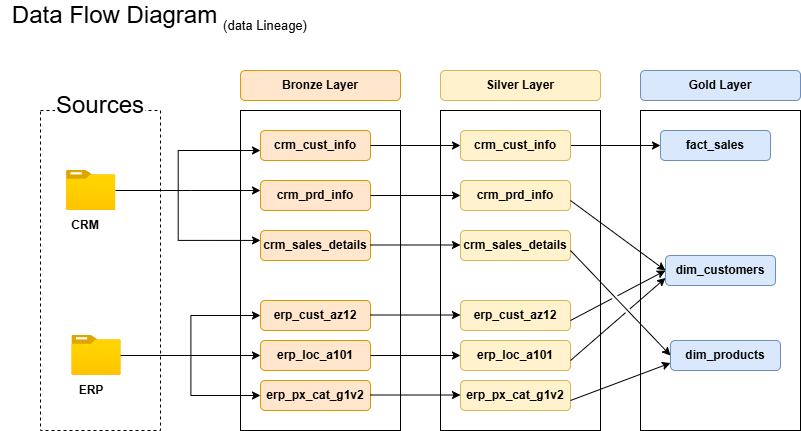 Data Flow Diagram (data Lineage)
Sources
Bronze Layer
Silver Layer
Gold Layer
CRM
ERP
crm_cust_info
crm_prd_info
crm_sales_details
erp_cust_az12
erp_loc_a101
erp_px_cat_g1v2
crm_cust_info
crm_prd_info
crm_sales_details
erp_cust_az12
erp_loc_a101
erp_px_cat_g1v2
fact_sales
dim_customers
dim_products